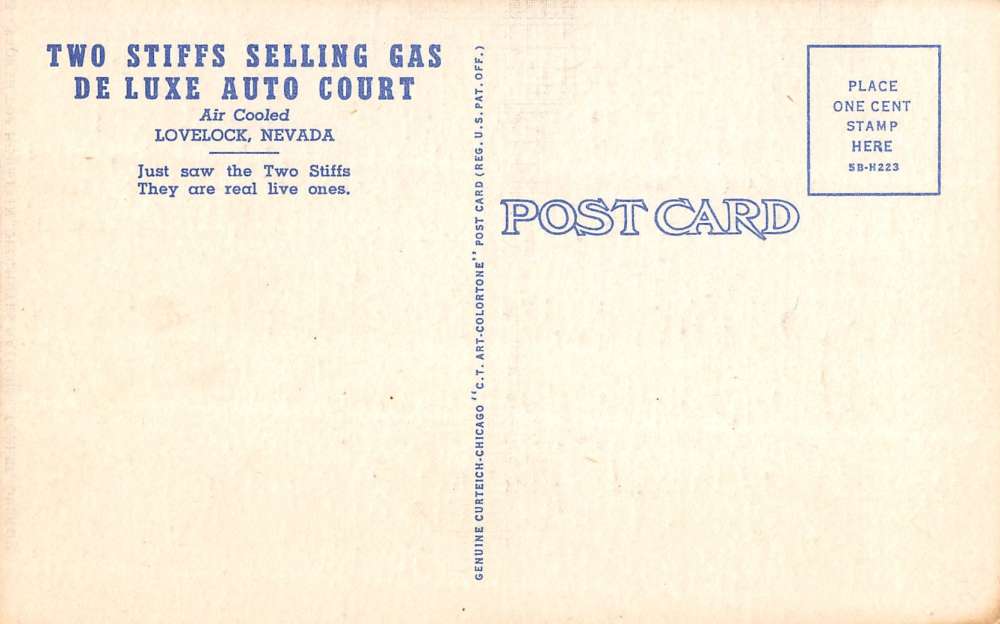 TWO STIFFS SELLING GAS
DE LUXE AUTO COURT
Air Cooled
LOVELOCK, NEVADA
Just saw the Two Stiffs
They are real live ones.
GENUINE CURTEICH-CHICAGO "C.T. ART-COLORTONE" POST CARD (REG. U.S. PAT. OFF.)
POST CARD
PLACE
ONE CENT
STAMP
HERE
5B-H223